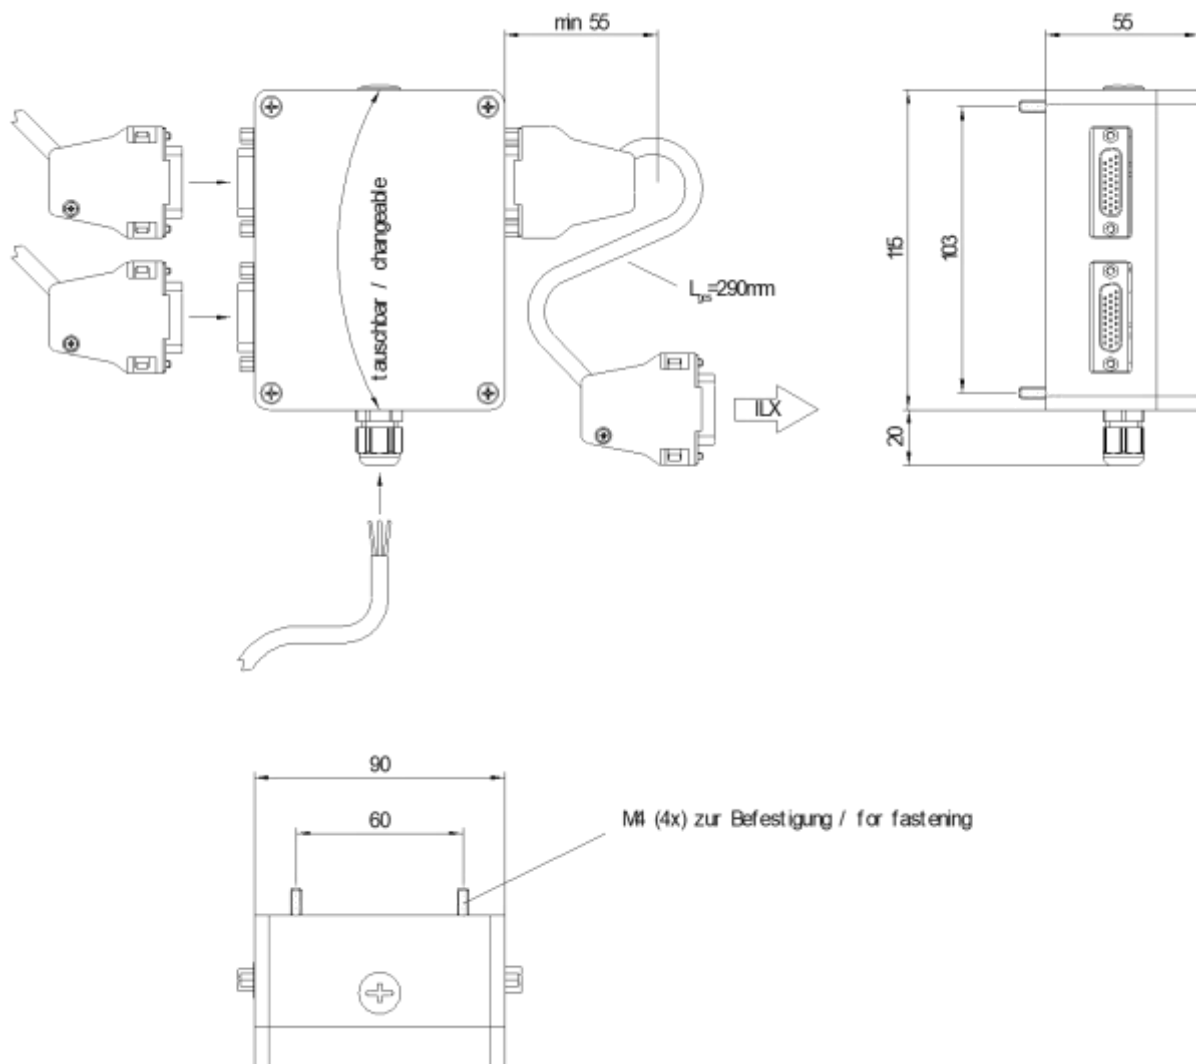 min 55
55
tauschbar / changeable
115
103
Lges=290mm
ILX
20
90
60
M4 (4x) zur Befestigung / for fastening